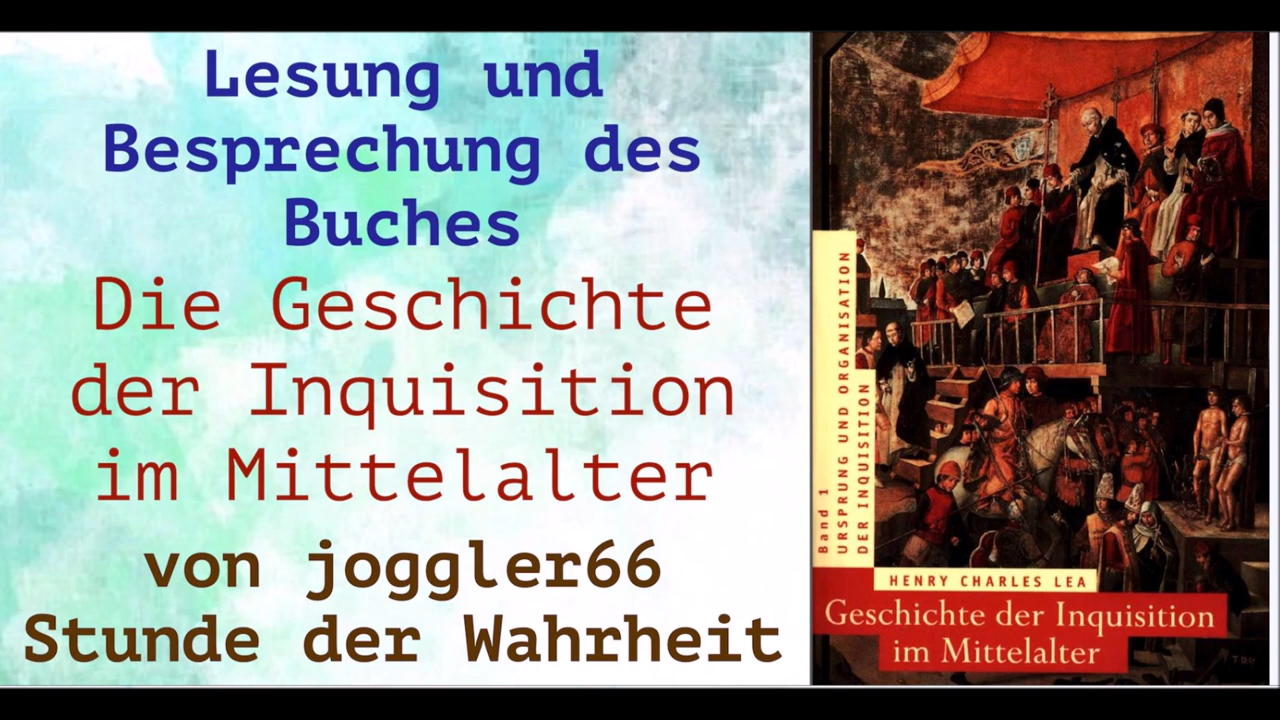 Lesung und
Besprechung des
Buches
Die Geschichte
der Inquisition
im Mittelalter
von joggler66
Stunde der Wahrheit
Band 1
URSPRUNG UND ORGANISATION
DER INQUISITION
HENRY CHARLES LEA
Geschichte der Inquisition
im Mittelalter